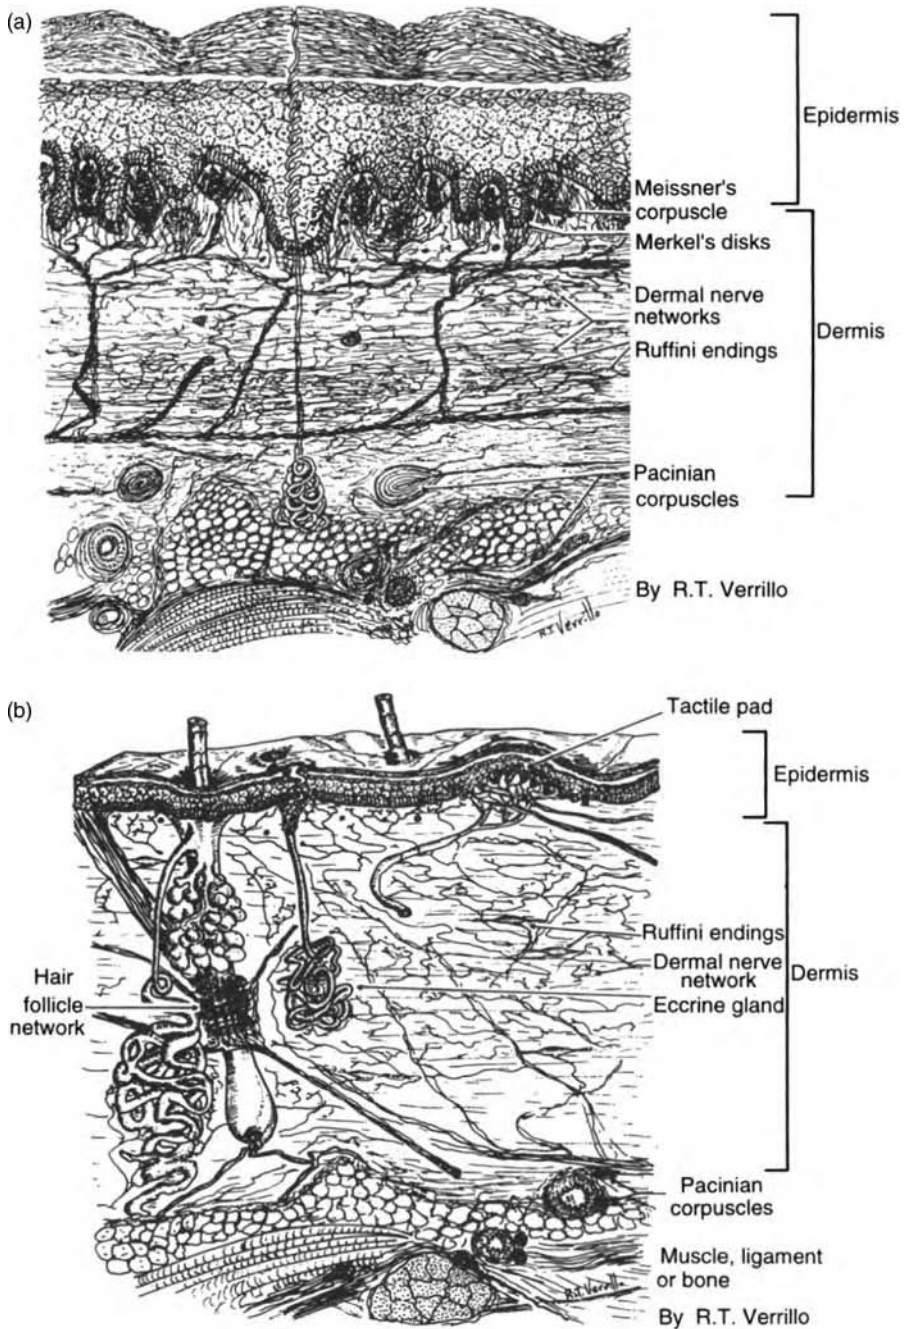 (a)
Epidermis
Meissner's
corpuscle
Merkel's disks
Dermal nerve
networks
Dermis
Ruffini endings
Pacinian
corpuscles
By R.T. Verrillo
R.T. Verrillo
(b)
Tactile pad
Epidermis
Ruffini endings
Dermal nerve
network
Dermis
Eccrine gland
Hair
follicle
network
Pacinian
corpuscles
Muscle, ligament
or bone
R.T. Verrillo
By R.T. Verrillo